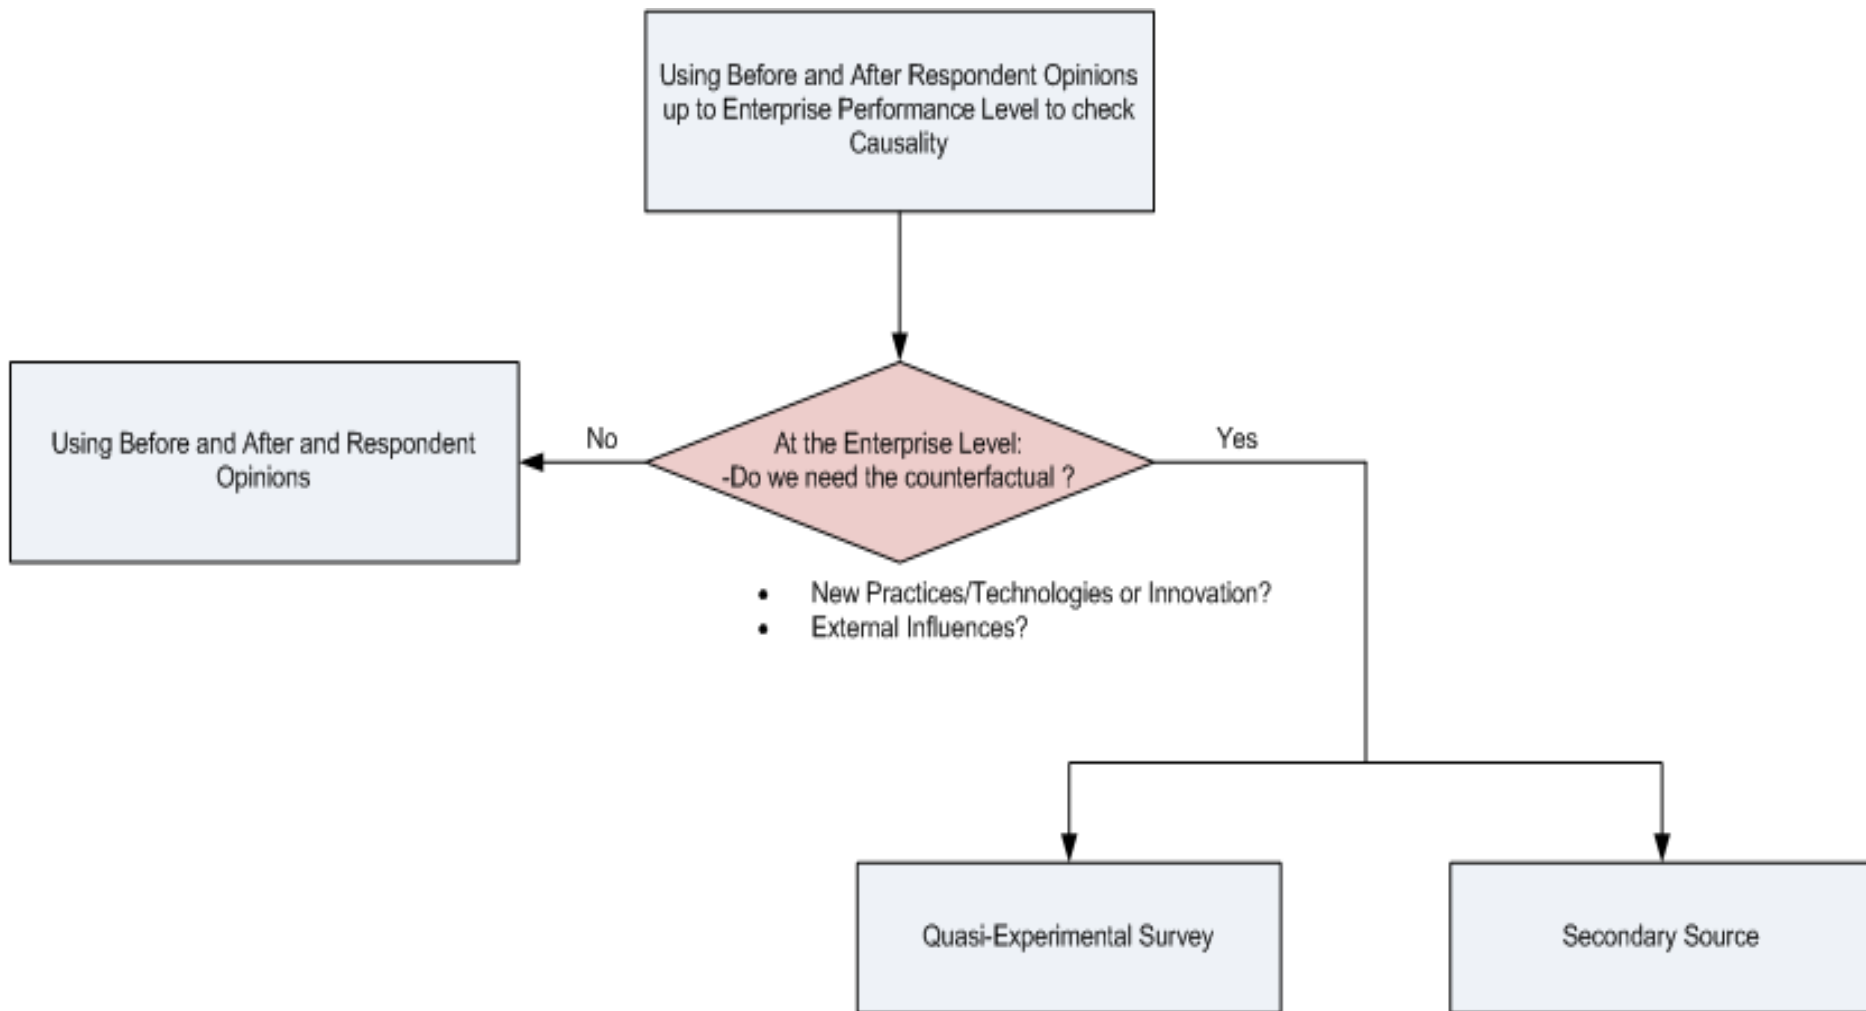 Using Before and After Respondent Opinions
up to Enterprise Performance Level to check
Causality
Using Before and After and Respondent
Opinions
No
At the Enterprise Level:
-Do we need the counterfactual ?
Yes
• New Practices/Technologies or Innovation?
• External Influences?
Quasi-Experimental Survey
Secondary Source